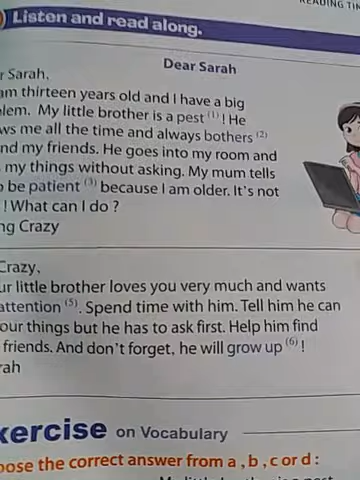 READING TIM
Listen and read along.
Dear Sarah
r Sarah,
am thirteen years old and I have a big
lem. My little brother is a pest (1) ! He
ws me all the time and always bothers (2)
nd my friends. He goes into my room and
my things without asking. My mum tells
o be patient (3) because I am older. It's not
! What can I do ?
ng Crazy
Crazy,
ur little brother loves you very much and wants
attention (5). Spend time with him. Tell him he can
our things but he has to ask first. Help him find
friends. And don't forget, he will grow up (6) !
rah
xercise on Vocabulary
oose the correct answer from a , b , c or d :